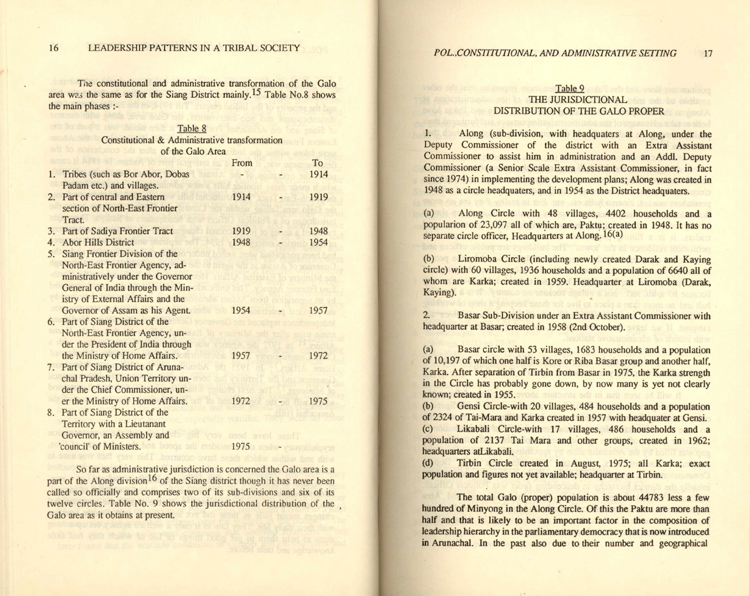 16 LEADERSHIP PATTERNS IN A TRIBAL SOCIETY
The constitutional and administrative transformation of the Galo
area was the same as for the Siang District mainly.15 Table No.8 shows
the main phases :-
Table 8
Constitutional & Administrative transformation
of the Galo Area
From To
1. Tribes (such as Bor Abor, Dobas - - 1914
Padam etc.) and villages.
2. Part of central and Eastern 1914 - 1919
section of North-East Frontier
Tract.
3. Part of Sadiya Frontier Tract 1919 - 1948
4. Abor Hills District 1948 - 1954
5. Siang Frontier Division of the
North-East Frontier Agency, ad-
ministratively under the Governor
General of India through the Min-
istry of External Affairs and the
Governor of Assam as his Agent. 1954 - 1957
6. Part of Siang District of the
North-East Frontier Agency, un-
der the President of India through
the Ministry of Home Affairs. 1957 - 1972
7. Part of Siang District of Aruna-
chal Pradesh, Union Territory un-
der the Chief Commissioner, un-
er the Ministry of Home Affairs. 1972 - 1975
8. Part of Siang District of the
Territory with a Lieutanant
Governor, an Assembly and
'council' of Ministers. 1975 -
So far as administrative jurisdiction is concerned the Galo area is a
part of the Along division16 of the Siang district though it has never been
called so officially and comprises two of its sub-divisions and six of its
twelve circles. Table No. 9 shows the jurisdictional distribution of the
Galo area as it obtains at present.
POL..CONSTITUTIONAL, AND ADMINISTRATIVE SETTING 17
Table 9
THE JURISDICTIONAL
DISTRIBUTION OF THE GALO PROPER
1. Along (sub-division, with headquaters at Along, under the
Deputy Commissioner of the district with an Extra Assistant
Commissioner to assist him in administration and an Addl. Deputy
Commissioner (a Senior Scale Extra Assistant Commissioner, in fact
since 1974) in implementing the development plans; Along was created in
1948 as a circle headquaters, and in 1954 as the District headquaters.
(a) Along Circle with 48 villages, 4402 households and a
popularion of 23,097 all of which are, Paktu; created in 1948. It has no
separate circle officer, Headquarters at Along. 16(a)
(b) Liromoba Circle (including newly created Darak and Kaying
circle) with 60 villages, 1936 households and a population of 6640 all of
whom are Karka; created in 1959. Headquarter at Liromoba (Darak,
Kaying).
2. Basar Sub-Division under an Extra Assistant Commissioner with
headquarter at Basar; created in 1958 (2nd October).
(a) Basar circle with 53 villages, 1683 households and a population
of 10,197 of which one half is Kore or Riba Basar group and another half,
Karka. After separation of Tirbin from Basar in 1975, the Karka strength
in the Circle has probably gone down, by now many is yet not clearly
known; created in 1955.
(b) Gensi Circle-with 20 villages, 484 households and a population
of 2324 of Tai-Mara and Karka created in 1957 with headquater at Gensi.
(c) Likabali Circle-with 17 villages, 486 households and a
population of 2137 Tai Mara and other groups, created in 1962;
headquarters atLikabali.
(d) Tirbin Circle created in August, 1975; all Karka; exact
population and figures not yet available; headquarter at Tirbin.
The total Galo (proper) population is about 44783 less a few
hundred of Minyong in the Along Circle. Of this the Paktu are more than
half and that is likely to be an important factor in the composition of
leadership hierarchy in the parliamentary democracy that is now introduced
in Arunachal. In the past also due to their number and geographical